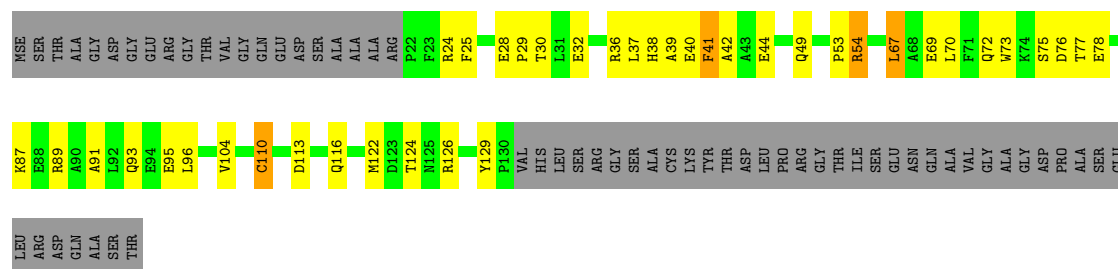 MSE SER THR ALA GLY ASP GLY GLU ARG GLY THR VAL GLY GLN GLU ASP SER ALA ALA ALA ARG P22 F23 R24 F25 E28 P29 T30 L31 E32 R36 L37 H38 A39 E40 F41 A42 A43 E44 Q49 P53 R54 L67 A68 E69 L70 F71 Q72 W73 K74 S75 D76 T77 E78
K87 E88 R89 A90 A91 L92 Q93 E94 E95 L96 V104 C110 D113 Q116 M122 D123 T124 N125 R126 Y129 P130 VAL HIS LEU SER ARG GLY SER ALA CYS LYS TYR THR ASP LEU PRO ARG GLY THR ILE SER GLU ASN GLN ALA VAL GLY ALA GLY ASP PRO ALA SER GLU
LEU ARG ASP GLN ALA SER THR